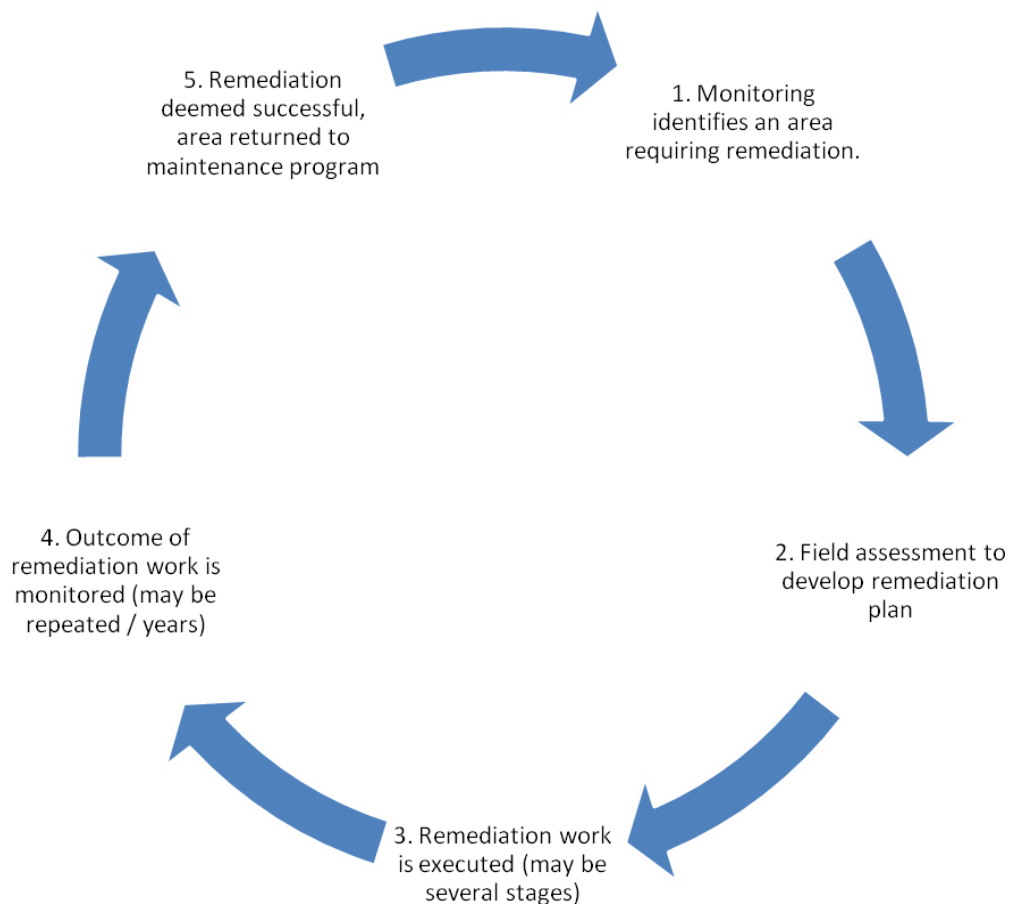 1. Monitoring
identifies an area
requiring remediation.
2. Field assessment to
develop remediation
plan
3. Remediation work
is executed (may be
several stages)
4. Outcome of
remediation work is
monitored (may be
repeated / years)
5. Remediation
deemed successful,
area returned to
maintenance program